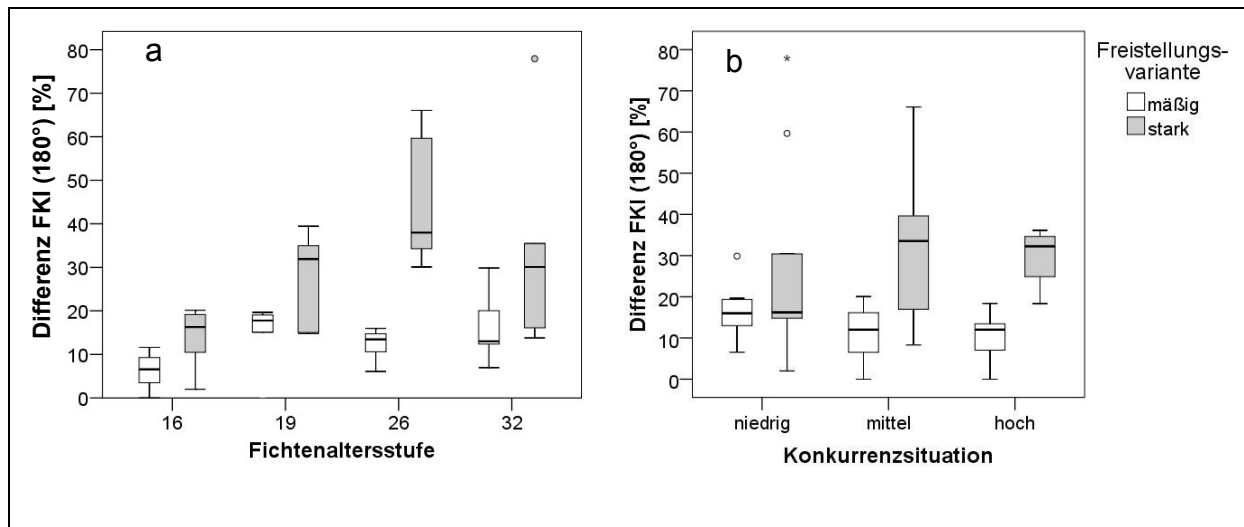 a
Differenz FKI (180°) [%]
80
70
60
50
40
30
20
10
0
16
19
26
32
Fichtenaltersstufe
b
Differenz FKI (180°) [%]
80
70
60
50
40
30
20
10
0
niedrig
mittel
hoch
Konkurrenzsituation
Freistellungs-
variante
mäßig
stark